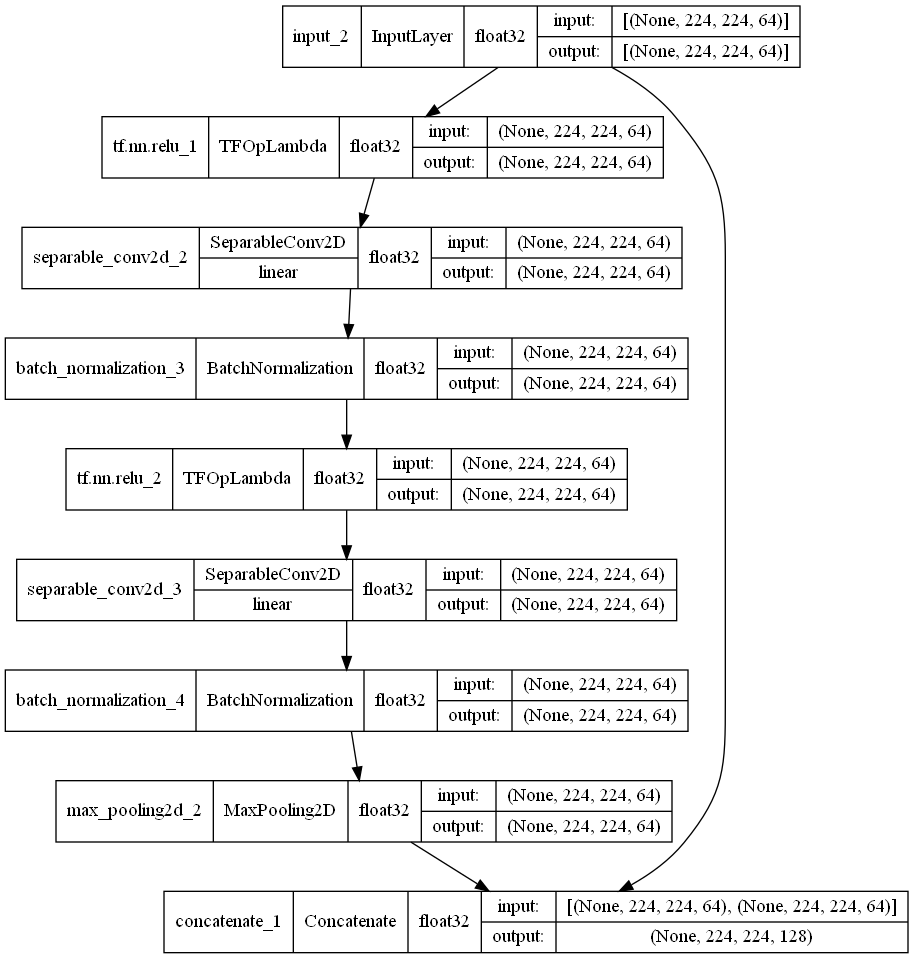 input_2 InputLayer float32 input: [(None, 224, 224, 64)]
output: [(None, 224, 224, 64)]
tf.nn.relu_1 TFOpLambda float32 input: (None, 224, 224, 64)
output: (None, 224, 224, 64)
separable_conv2d_2 SeparableConv2D float32 input: (None, 224, 224, 64)
linear output: (None, 224, 224, 64)
batch_normalization_3 BatchNormalization float32 input: (None, 224, 224, 64)
output: (None, 224, 224, 64)
tf.nn.relu_2 TFOpLambda float32 input: (None, 224, 224, 64)
output: (None, 224, 224, 64)
separable_conv2d_3 SeparableConv2D float32 input: (None, 224, 224, 64)
linear output: (None, 224, 224, 64)
batch_normalization_4 BatchNormalization float32 input: (None, 224, 224, 64)
output: (None, 224, 224, 64)
max_pooling2d_2 MaxPooling2D float32 input: (None, 224, 224, 64)
output: (None, 224, 224, 64)
concatenate_1 Concatenate float32 input: [(None, 224, 224, 64), (None, 224, 224, 64)]
output: (None, 224, 224, 128)